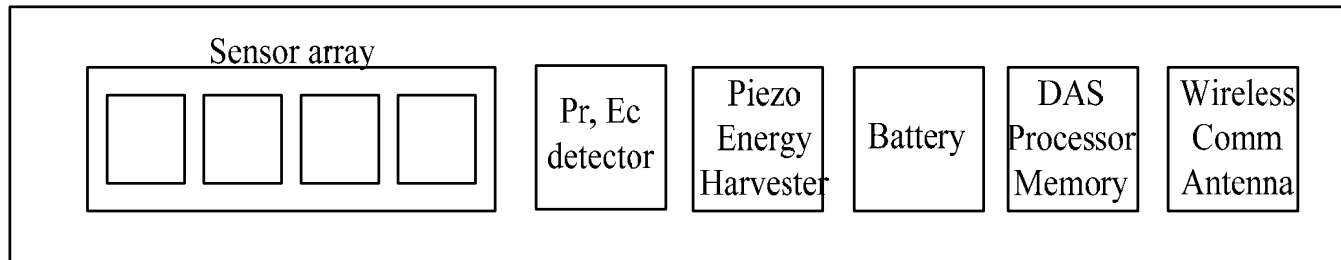 Sensor array
Pr, Ec
detector
Piezo
Energy
Harvester
Battery
DAS
Processor
Memory
Wireless
Comm
Antenna